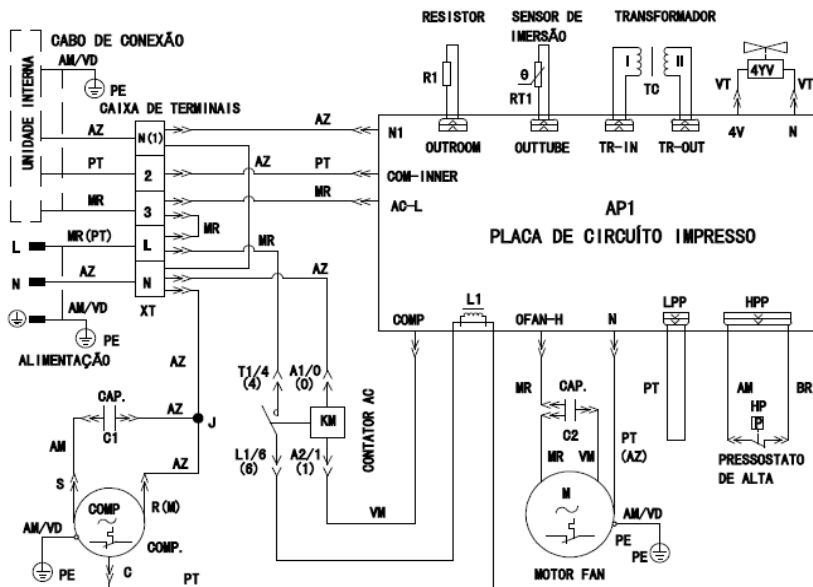 RESISTOR
SENSOR DE
IMERSÃO
TRANSFORMADOR
CABO DE CONEXÃO
AM/VD
PE
UNIDADE INTERNA
CAIXA DE TERMINAIS
R1
θ
RT1
I
II
TC
4YV
VT
VT
AZ
N(1)
AZ
N1
OUTROOM
OUTTUBE
TR-IN
TR-OUT
4V
N
PT
2
AZ
PT
COM-INNER
MR
3
MR
AC-L
AP1
PLACA DE CIRCUÍTO IMPRESSO
L
MR(PT)
L
MR
MR
N
AZ
N
AZ
XT
AM/VD
PE
ALIMENTAÇÃO
L1
COMP
OFAN-H
N
LPP
HPP
AZ
T1/4
(4)
A1/0
(0)
MR
CAP.
C2
PT
AM
BR
HP
P
CAP.
C1
AZ
J
KM
CONTATOR AC
AM
L1/6
(6)
A2/1
(1)
MR
VM
PT
(AZ)
PRESSOSTATO
DE ALTA
AZ
S
R(M)
VM
M
COMP
AM/VD
PE
COMP.
C
PT
PE
AM/VD
PE
MOTOR FAN